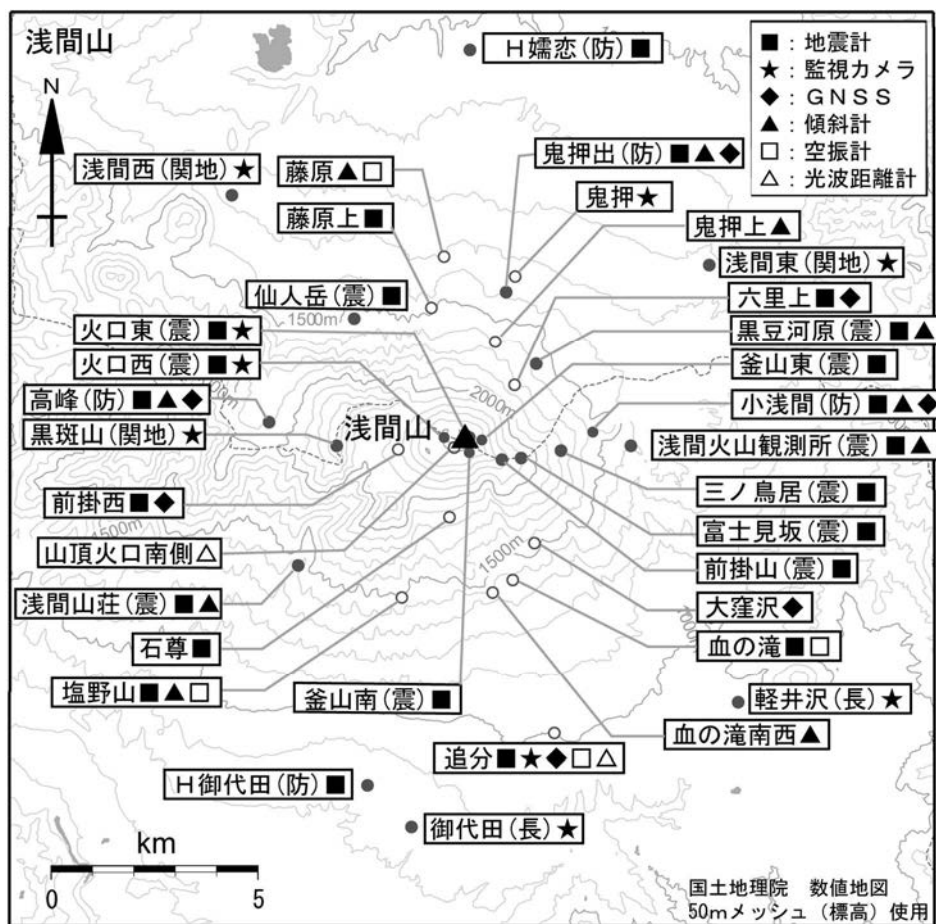 浅間山
N
H嬬恋(防)■
■：地震計
★：監視カメラ
◆：GNSS
▲：傾斜計
□：空振計
△：光波距離計
浅間西(関地)★
藤原▲□
藤原上■
鬼押出(防)■▲◆
鬼押★
鬼押上▲
浅間東(関地)★
仙人岳(震)■
1500m
六里上■◆
火口東(震)■★
黒豆河原(震)■▲
火口西(震)■★
釜山東(震)■
高峰(防)■▲◆
2000m
小浅間(防)■▲◆
黒斑山(関地)★
浅間山
浅間火山観測所(震)■▲
前掛西■◆
三ノ鳥居(震)■
1500m
富士見坂(震)■
山頂火口南側△
1500m
前掛山(震)■
浅間山荘(震)■▲
大窪沢◆
石尊■
血の滝■□
塩野山■▲□
釜山南(震)■
軽井沢(長)★
血の滝南西▲
追分■★◆□△
H御代田(防)■
御代田(長)★
km
0 5
国土地理院 数値地図
50mメッシュ（標高）使用